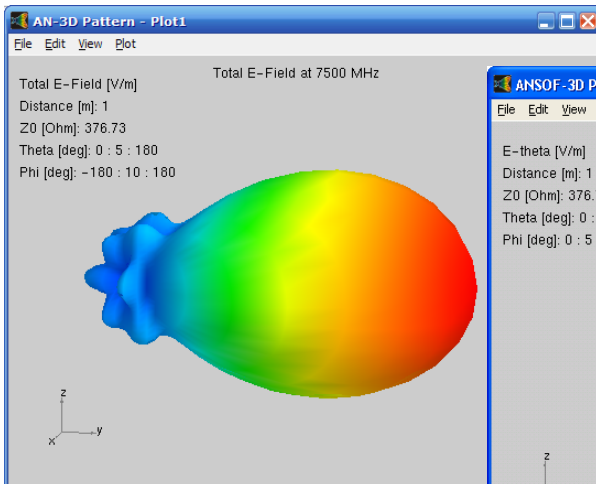 AN-3D Pattern - Plot1
File Edit View Plot
Total E-Field at 7500 MHz
Total E-Field [V/m]
Distance [m]: 1
Z0 [Ohm]: 376.73
Theta [deg]: 0 : 5 : 180
Phi [deg]: -180 : 10 : 180
z
y
x
ANSOF-3D P
File Edit View
E-theta [V/m]
Distance [m]: 1
Z0 [Ohm]: 376.
Theta [deg]: 0 :
Phi [deg]: 0 : 5
z